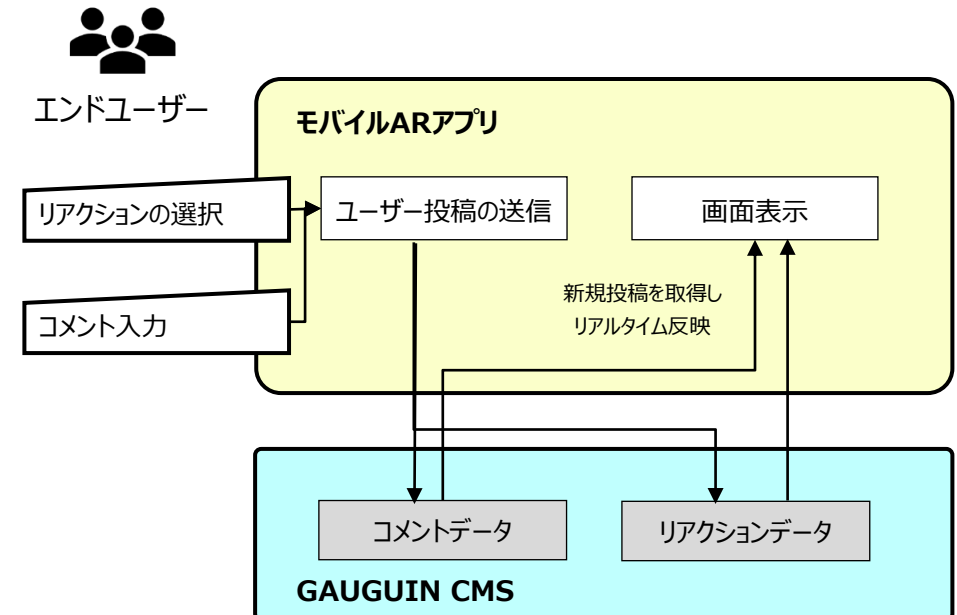 エンドユーザー
モバイルARアプリ
リアクションの選択
ユーザー投稿の送信
画面表示
新規投稿を取得し
リアルタイム反映
コメント入力
コメントデータ
リアクションデータ
GAUGUIN CMS